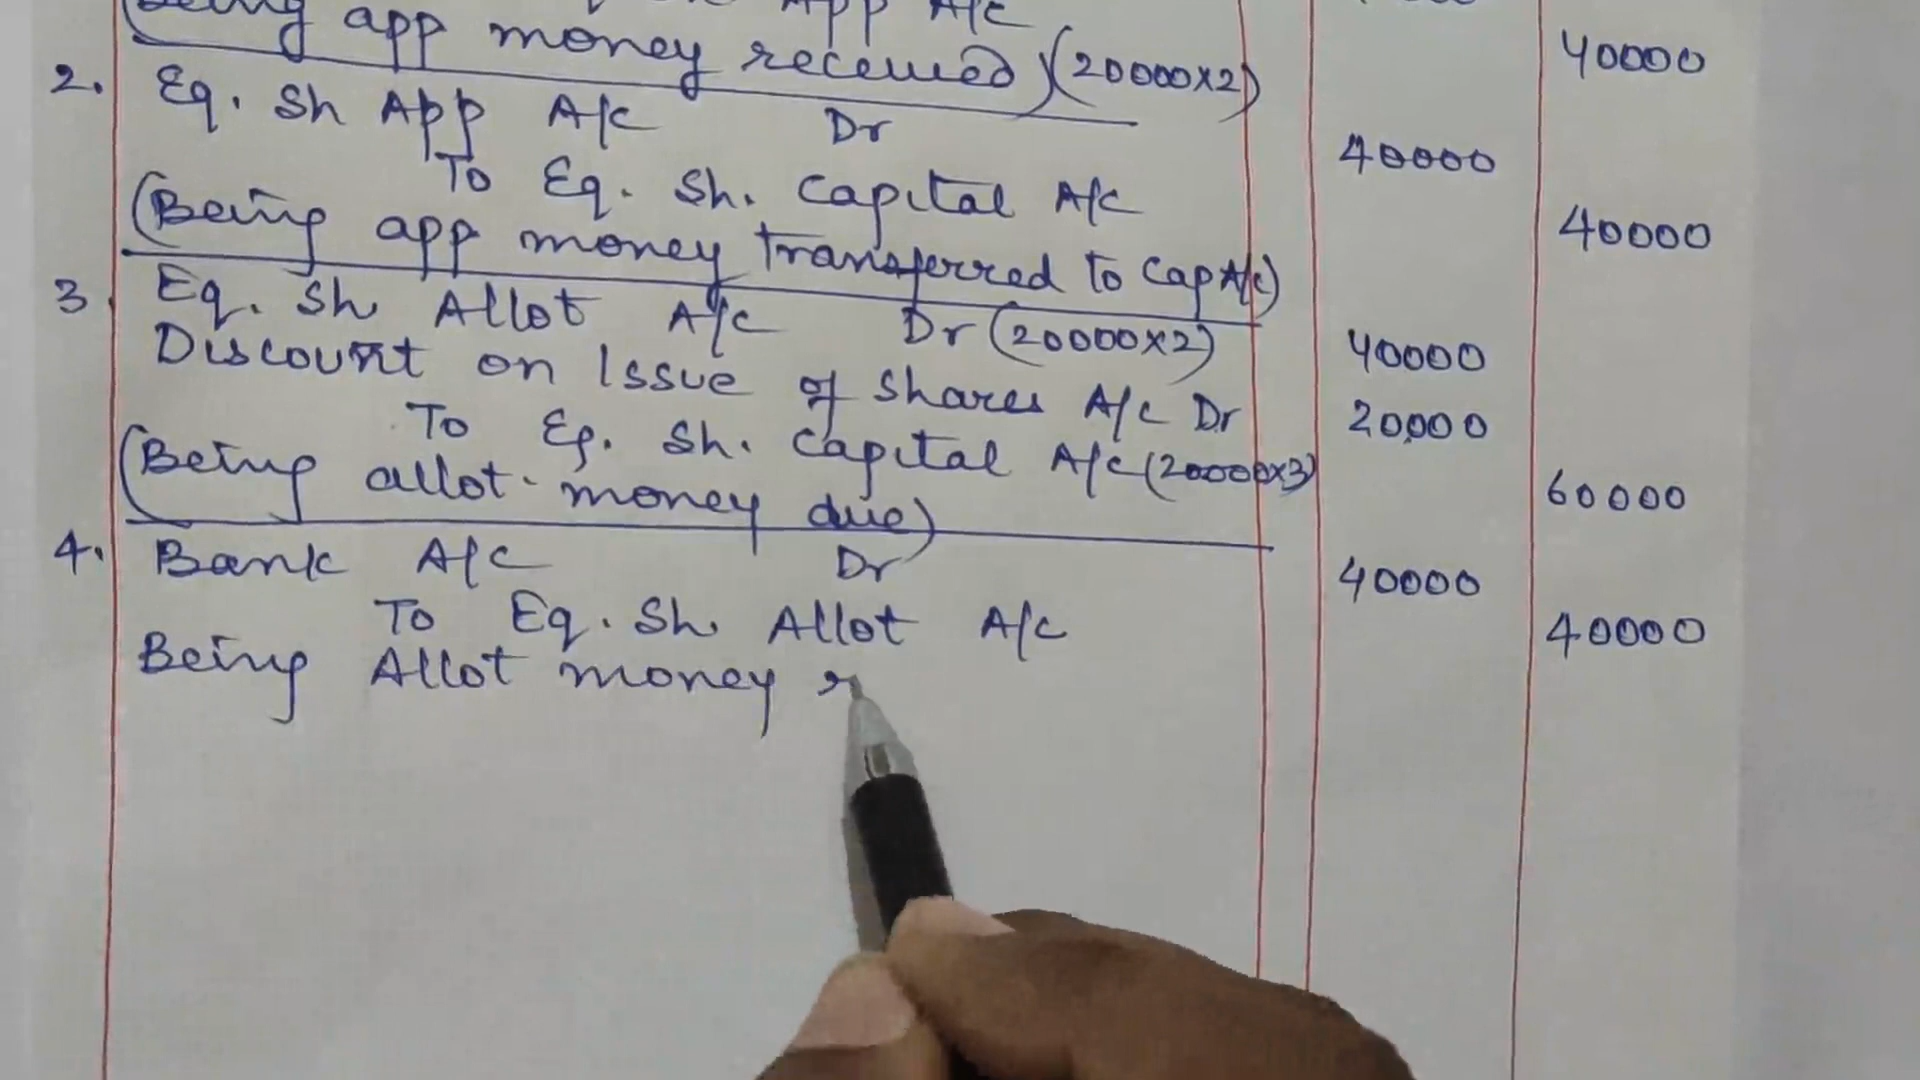 App A/c
(Being app money received) (20000x2) 40000
2. Eq. Sh App A/c Dr 40000
To Eq. Sh. Capital A/c 40000
(Being app money transferred to Cap A/c)
3. Eq. Sh Allot A/c Dr (20000x2) 40000
Discount on Issue of Shares A/c Dr 20000
To Eq. Sh. Capital A/c (20000x3) 60000
(Being allot. money due)
4. Bank A/c Dr 40000
To Eq. Sh. Allot A/c 40000
Being Allot money r